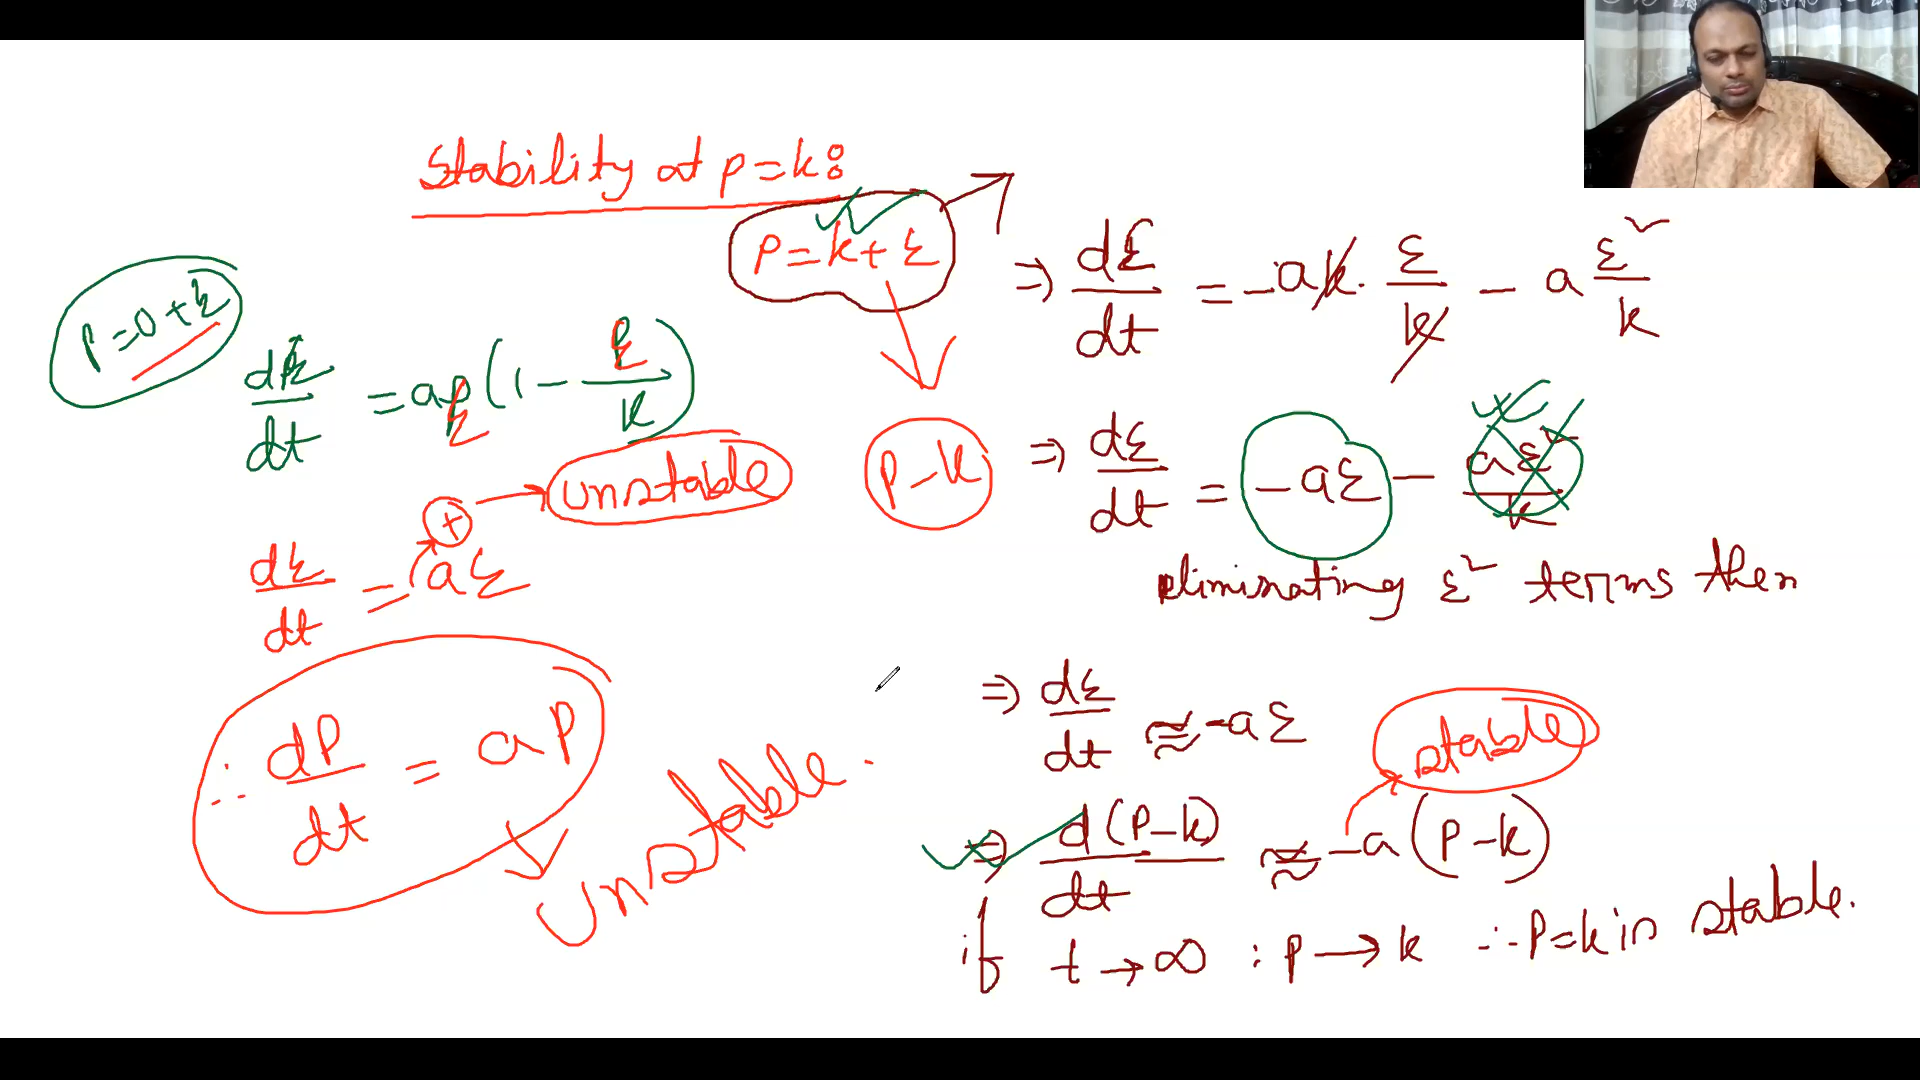 Stability at p=k:
p=k+ε
p=0+ε
dε/dt = aε(1-ε/k)
unstable
+
dε/dt = aε
∴ dP/dt = ap
unstable.
p-k
⇒ dε/dt = -ak. ε/k - a ε²/k
⇒ dε/dt = -aε - aε²/k
eliminating ε² terms then
⇒ dε/dt ≈ -aε
stable
⇒ d(p-k)/dt ≈ -a(p-k)
if t→∞ : p→k ∴ P=k is stable.